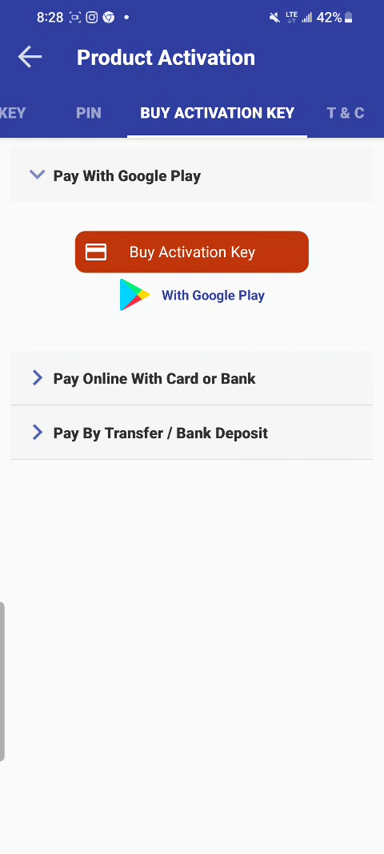 8:28
LTE
42%
Product Activation
KEY
PIN
BUY ACTIVATION KEY
T & C
Pay With Google Play
Buy Activation Key
With Google Play
Pay Online With Card or Bank
Pay By Transfer / Bank Deposit